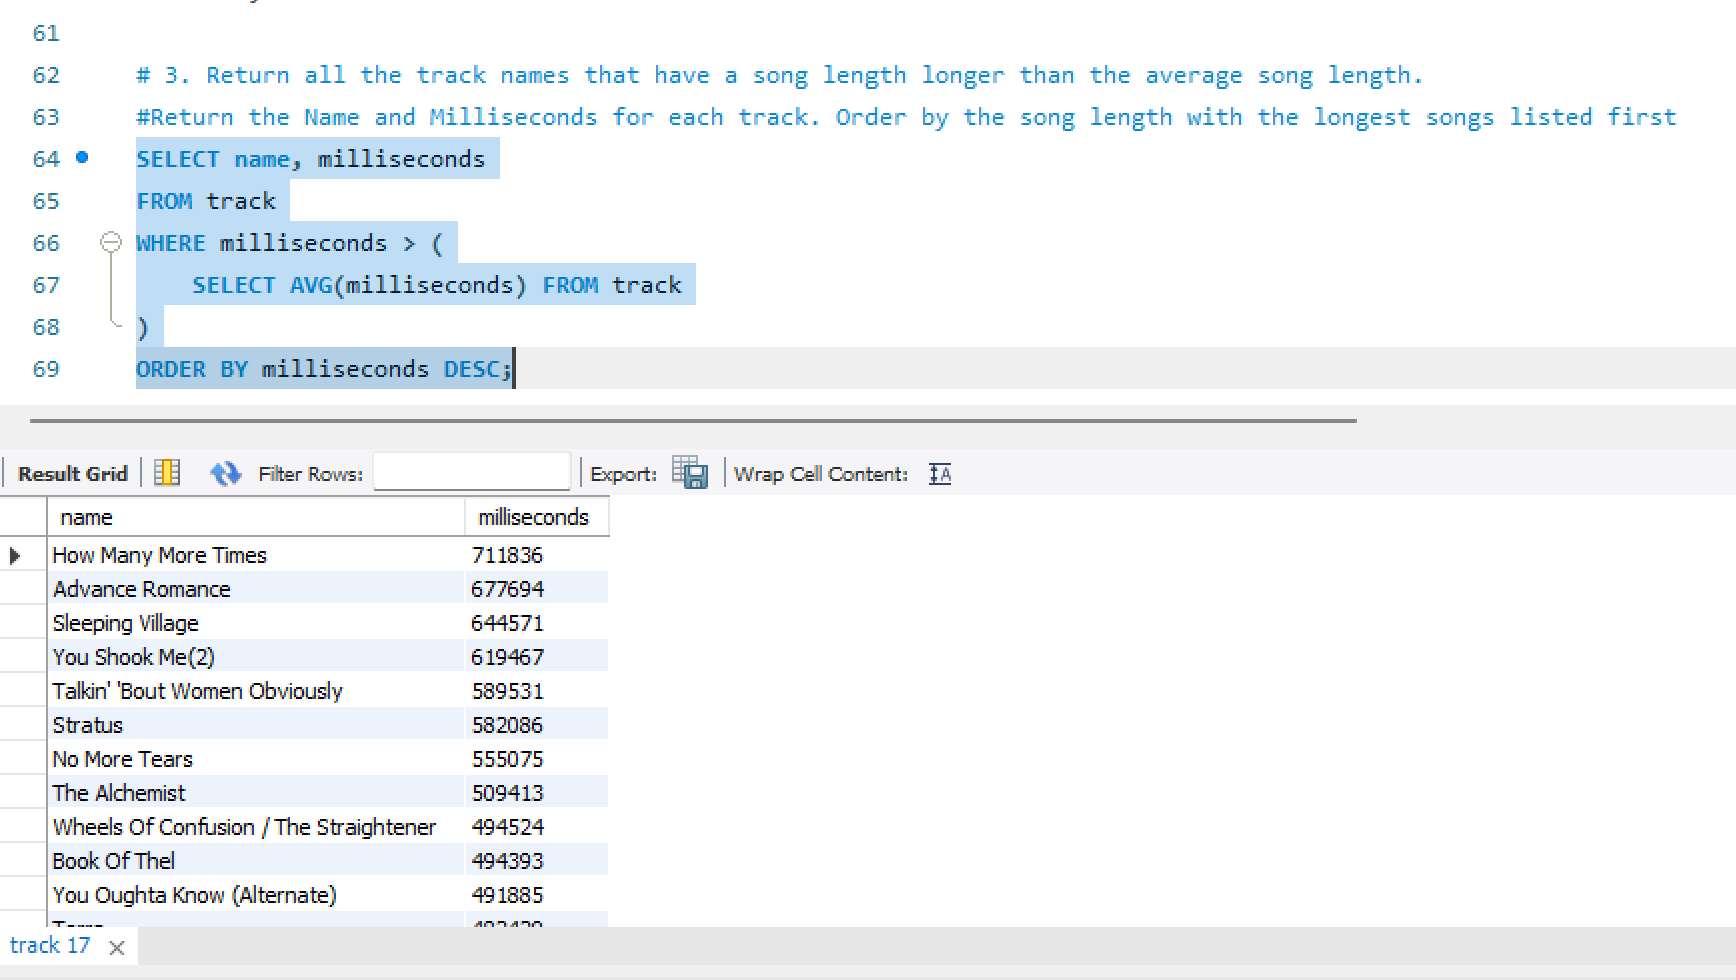 61
62 # 3. Return all the track names that have a song length longer than the average song length.
63 #Return the Name and Milliseconds for each track. Order by the song length with the longest songs listed first
64 SELECT name, milliseconds
65 FROM track
66 WHERE milliseconds > (
67 SELECT AVG(milliseconds) FROM track
68 )
69 ORDER BY milliseconds DESC;
Result Grid Filter Rows: Export: Wrap Cell Content: IA
name milliseconds
How Many More Times 711836
Advance Romance 677694
Sleeping Village 644571
You Shook Me(2) 619467
Talkin' 'Bout Women Obviously 589531
Stratus 582086
No More Tears 555075
The Alchemist 509413
Wheels Of Confusion / The Straightener 494524
Book Of Thel 494393
You Oughta Know (Alternate) 491885
track 17